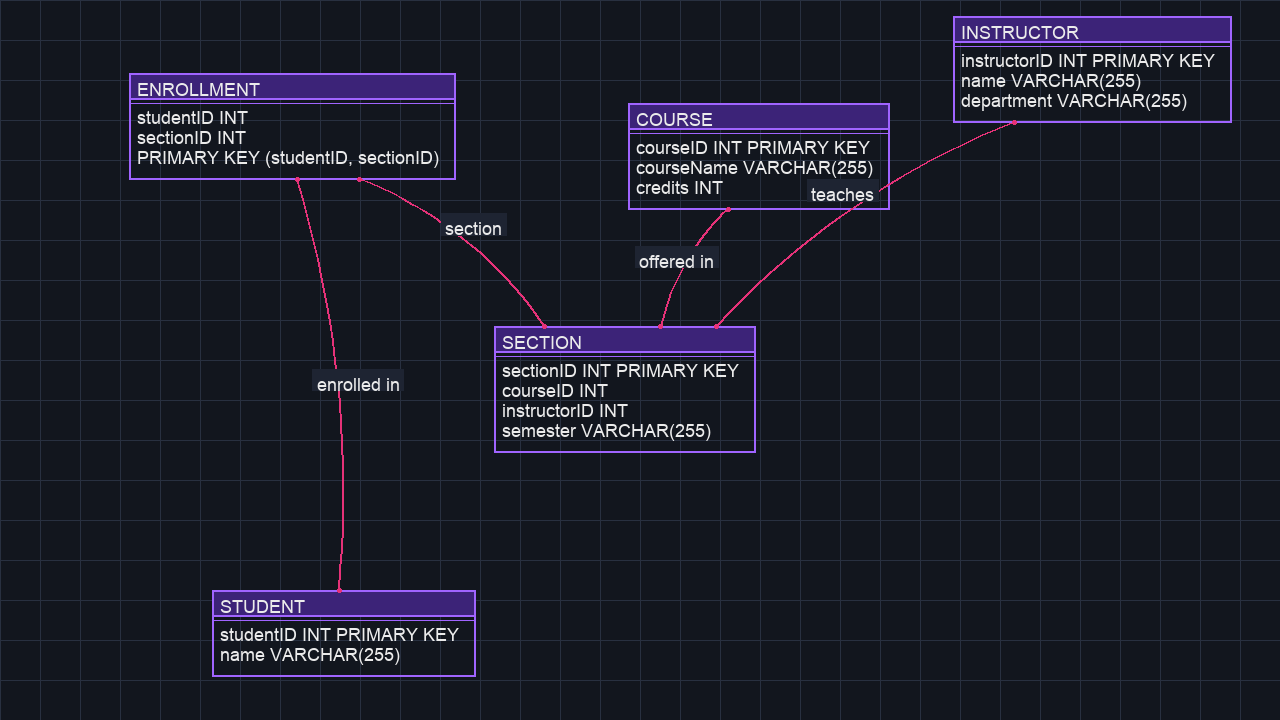 INSTRUCTOR
instructorID INT PRIMARY KEY
name VARCHAR(255)
department VARCHAR(255)
ENROLLMENT
studentID INT
sectionID INT
PRIMARY KEY (studentID, sectionID)
COURSE
courseID INT PRIMARY KEY
courseName VARCHAR(255)
credits INT
teaches
section
offered in
SECTION
sectionID INT PRIMARY KEY
courseID INT
instructorID INT
semester VARCHAR(255)
enrolled in
STUDENT
studentID INT PRIMARY KEY
name VARCHAR(255)